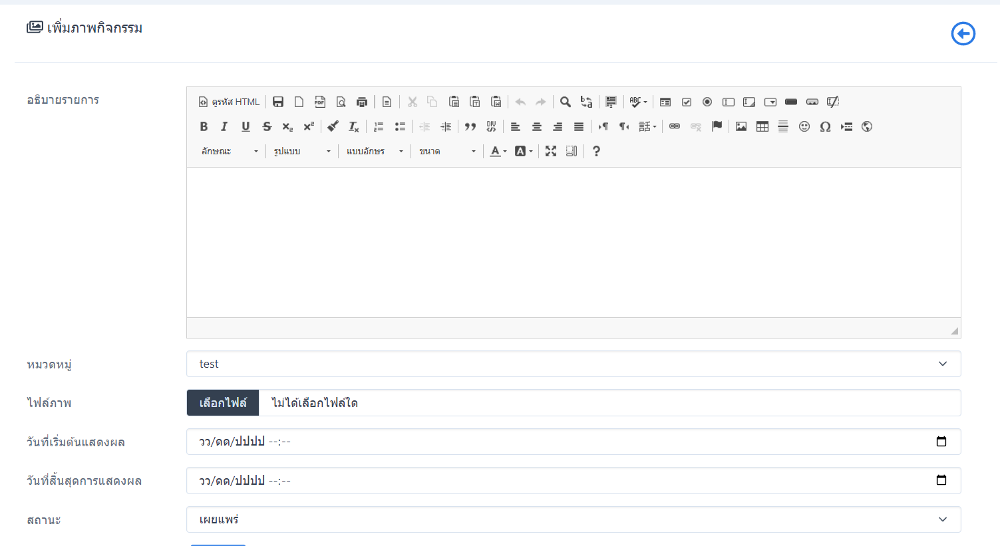 เพิ่มภาพกิจกรรม
อธิบายรายการ
ดูรหัส HTML
ลักษณะ รูปแบบ แบบอักษร ขนาด
หมวดหมู่ test
ไฟล์ภาพ เลือกไฟล์ ไม่ได้เลือกไฟล์ใด
วันที่เริ่มต้นแสดงผล วว/ดด/ปปปป --:--
วันที่สิ้นสุดการแสดงผล วว/ดด/ปปปป --:--
สถานะ เผยแพร่